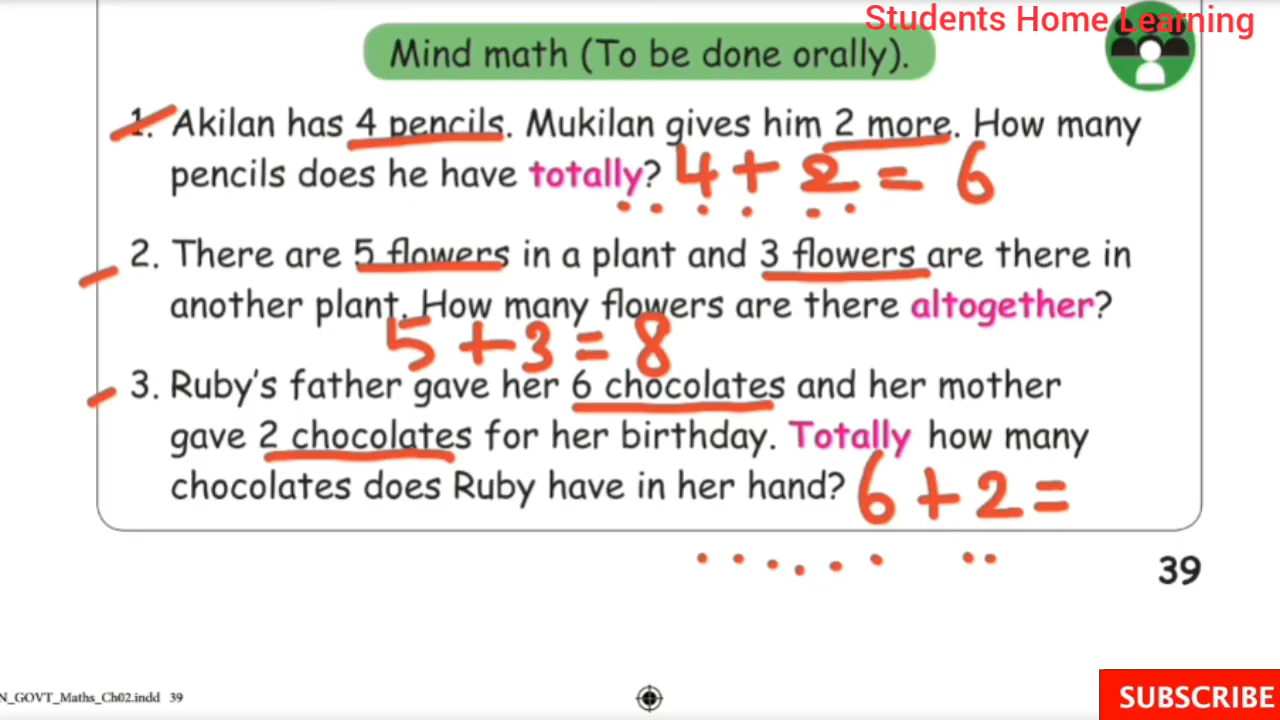 Students Home Learning
Mind math (To be done orally).
1. Akilan has 4 pencils. Mukilan gives him 2 more. How many
pencils does he have totally? 4 + 2 = 6
2. There are 5 flowers in a plant and 3 flowers are there in
another plant. How many flowers are there altogether?
5 + 3 = 8
3. Ruby's father gave her 6 chocolates and her mother
gave 2 chocolates for her birthday. Totally how many
chocolates does Ruby have in her hand? 6 + 2 =
39
N_GOVT_Maths_Ch02.indd 39
SUBSCRIBE